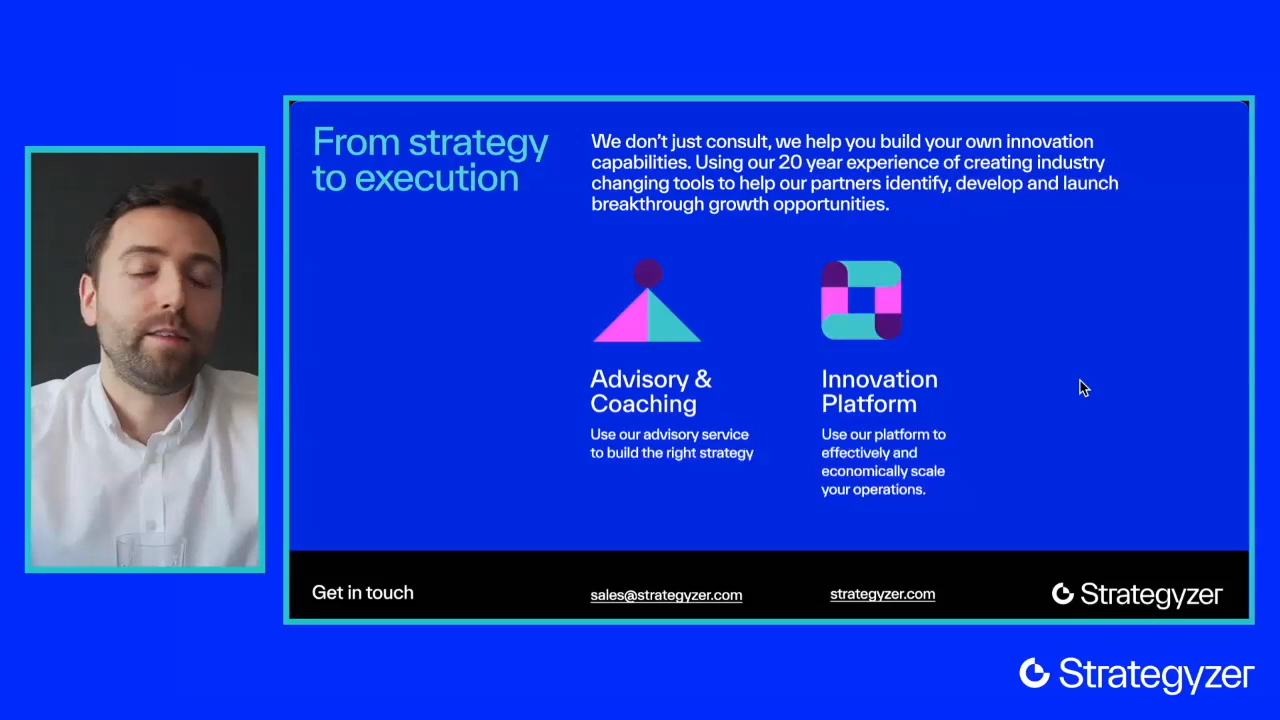 From strategy
to execution
We don't just consult, we help you build your own innovation
capabilities. Using our 20 year experience of creating industry
changing tools to help our partners identify, develop and launch
breakthrough growth opportunities.
Advisory &
Coaching
Use our advisory service
to build the right strategy
Innovation
Platform
Use our platform to
effectively and
economically scale
your operations.
Get in touch
sales@strategyzer.com
strategyzer.com
Strategyzer
Strategyzer